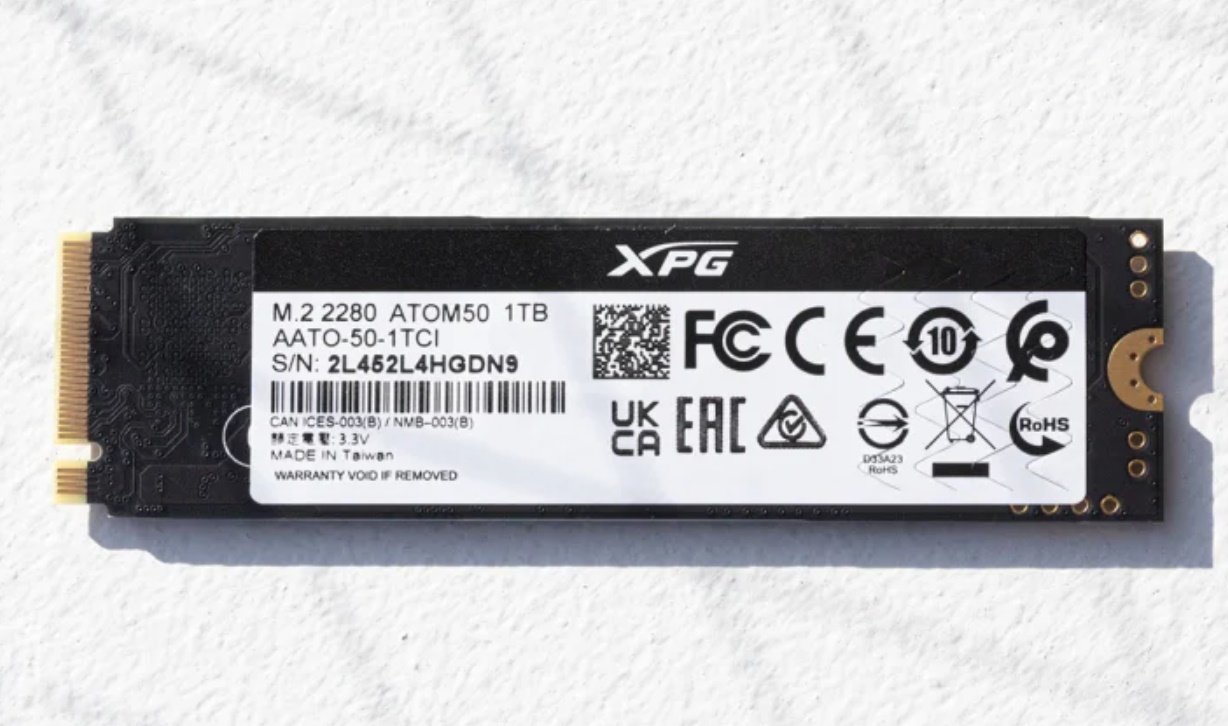 XPG
M.2 2280 ATOM50 1TB
AATO-50-1TCI
S/N: 2L452L4HGDN9
CAN ICES-003(B) / NMB-003(B)
額定電壓: 3.3V
MADE IN Taiwan
WARRANTY VOID IF REMOVED
FC CE 10
UK
CA
EAC
D33A23
RoHS
RoHS